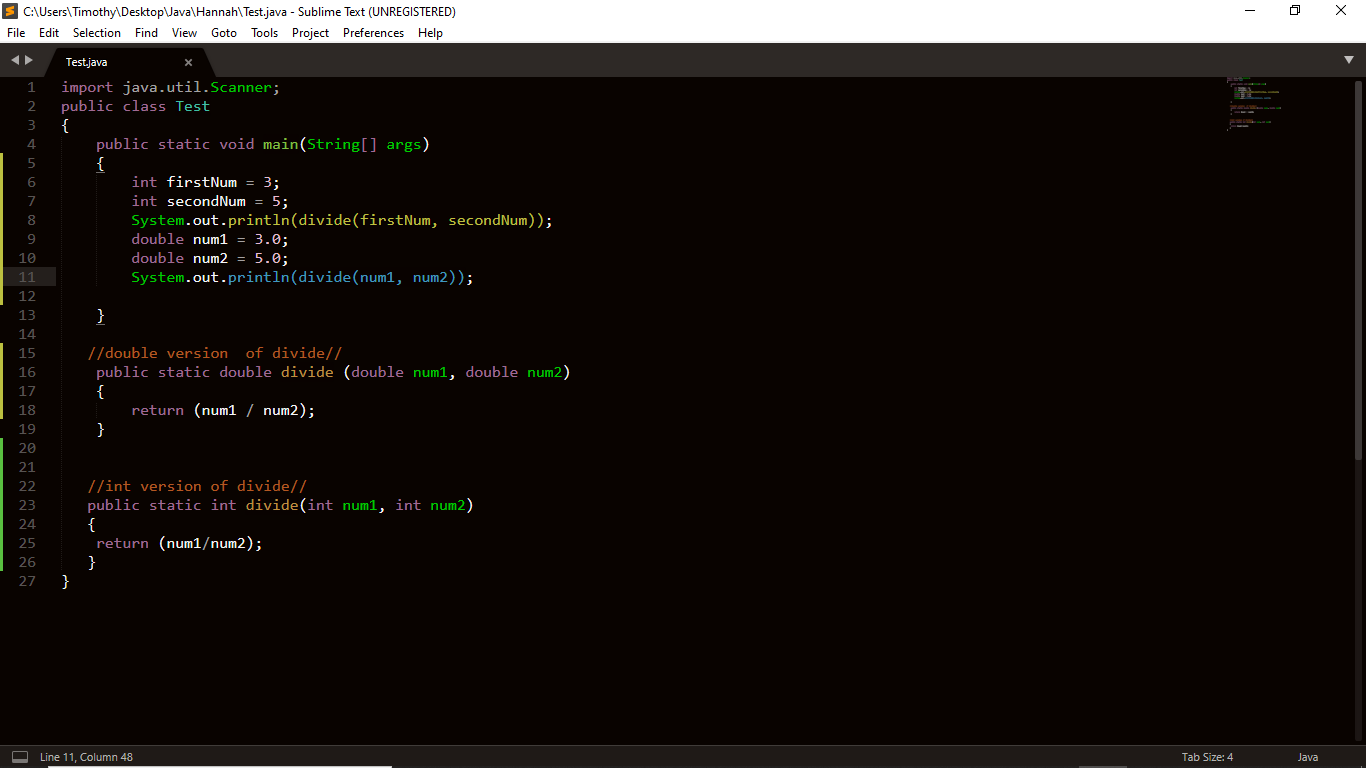 C:\Users\Timothy\Desktop\Java\Hannah\Test.java - Sublime Text (UNREGISTERED)
File Edit Selection Find View Goto Tools Project Preferences Help
Test.java
1 import java.util.Scanner;
2 public class Test
3 {
4     public static void main(String[] args)
5     {
6         int firstNum = 3;
7         int secondNum = 5;
8         System.out.println(divide(firstNum, secondNum));
9         double num1 = 3.0;
10         double num2 = 5.0;
11         System.out.println(divide(num1, num2));
12
13     }
14
15    //double version  of divide//
16     public static double divide (double num1, double num2)
17     {
18         return (num1 / num2);
19     }
20
21
22    //int version of divide//
23    public static int divide(int num1, int num2)
24    {
25     return (num1/num2);
26    }
27 }
Line 11, Column 48 Tab Size: 4 Java